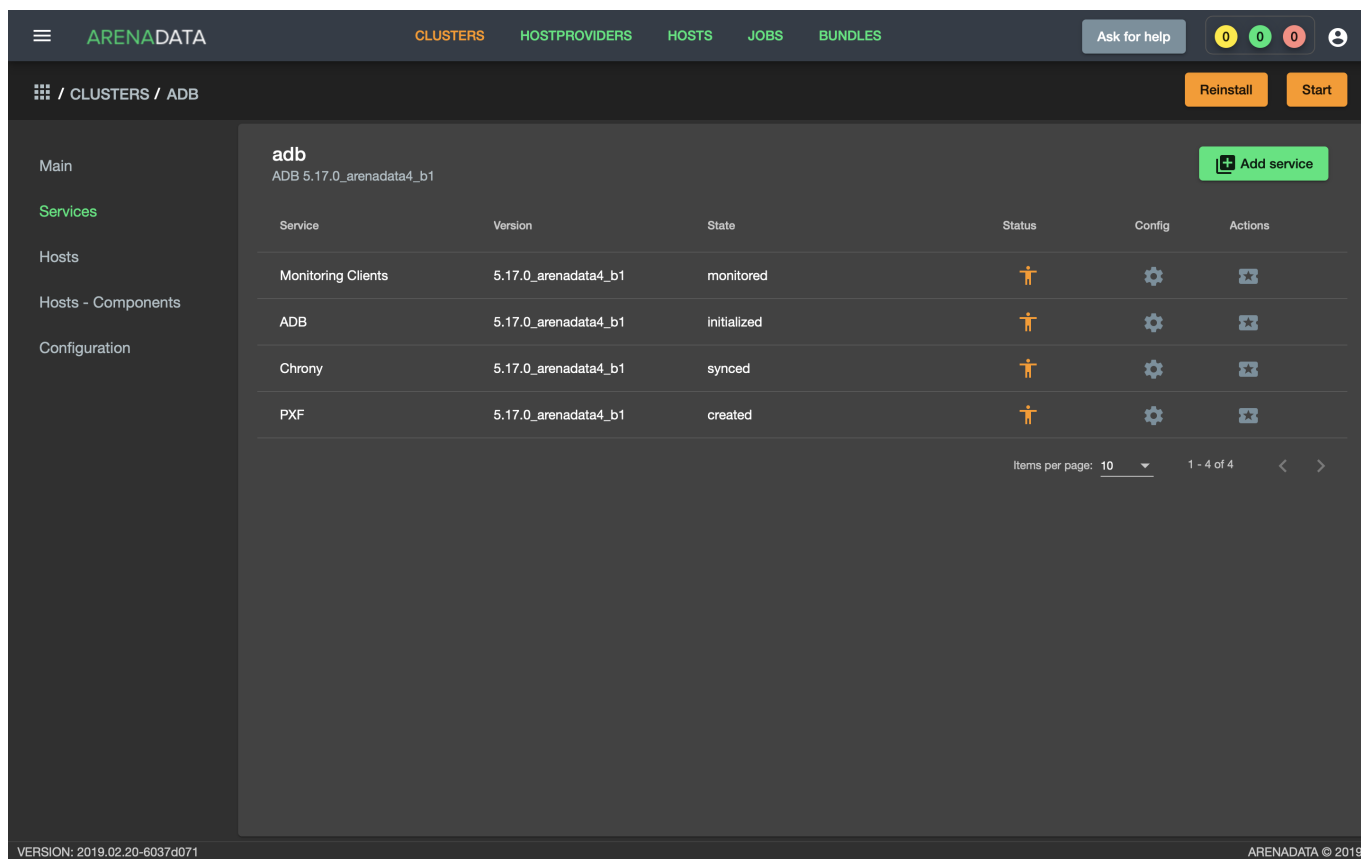 ARENADATA CLUSTERS HOSTPROVIDERS HOSTS JOBS BUNDLES Ask for help 0 0 0
/ CLUSTERS / ADB Reinstall Start
Main
Services
Hosts
Hosts - Components
Configuration
adb
ADB 5.17.0_arenadata4_b1
Add service
Service Version State Status Config Actions
Monitoring Clients 5.17.0_arenadata4_b1 monitored
ADB 5.17.0_arenadata4_b1 initialized
Chrony 5.17.0_arenadata4_b1 synced
PXF 5.17.0_arenadata4_b1 created
Items per page: 10 1 - 4 of 4
VERSION: 2019.02.20-6037d071 ARENADATA © 2019